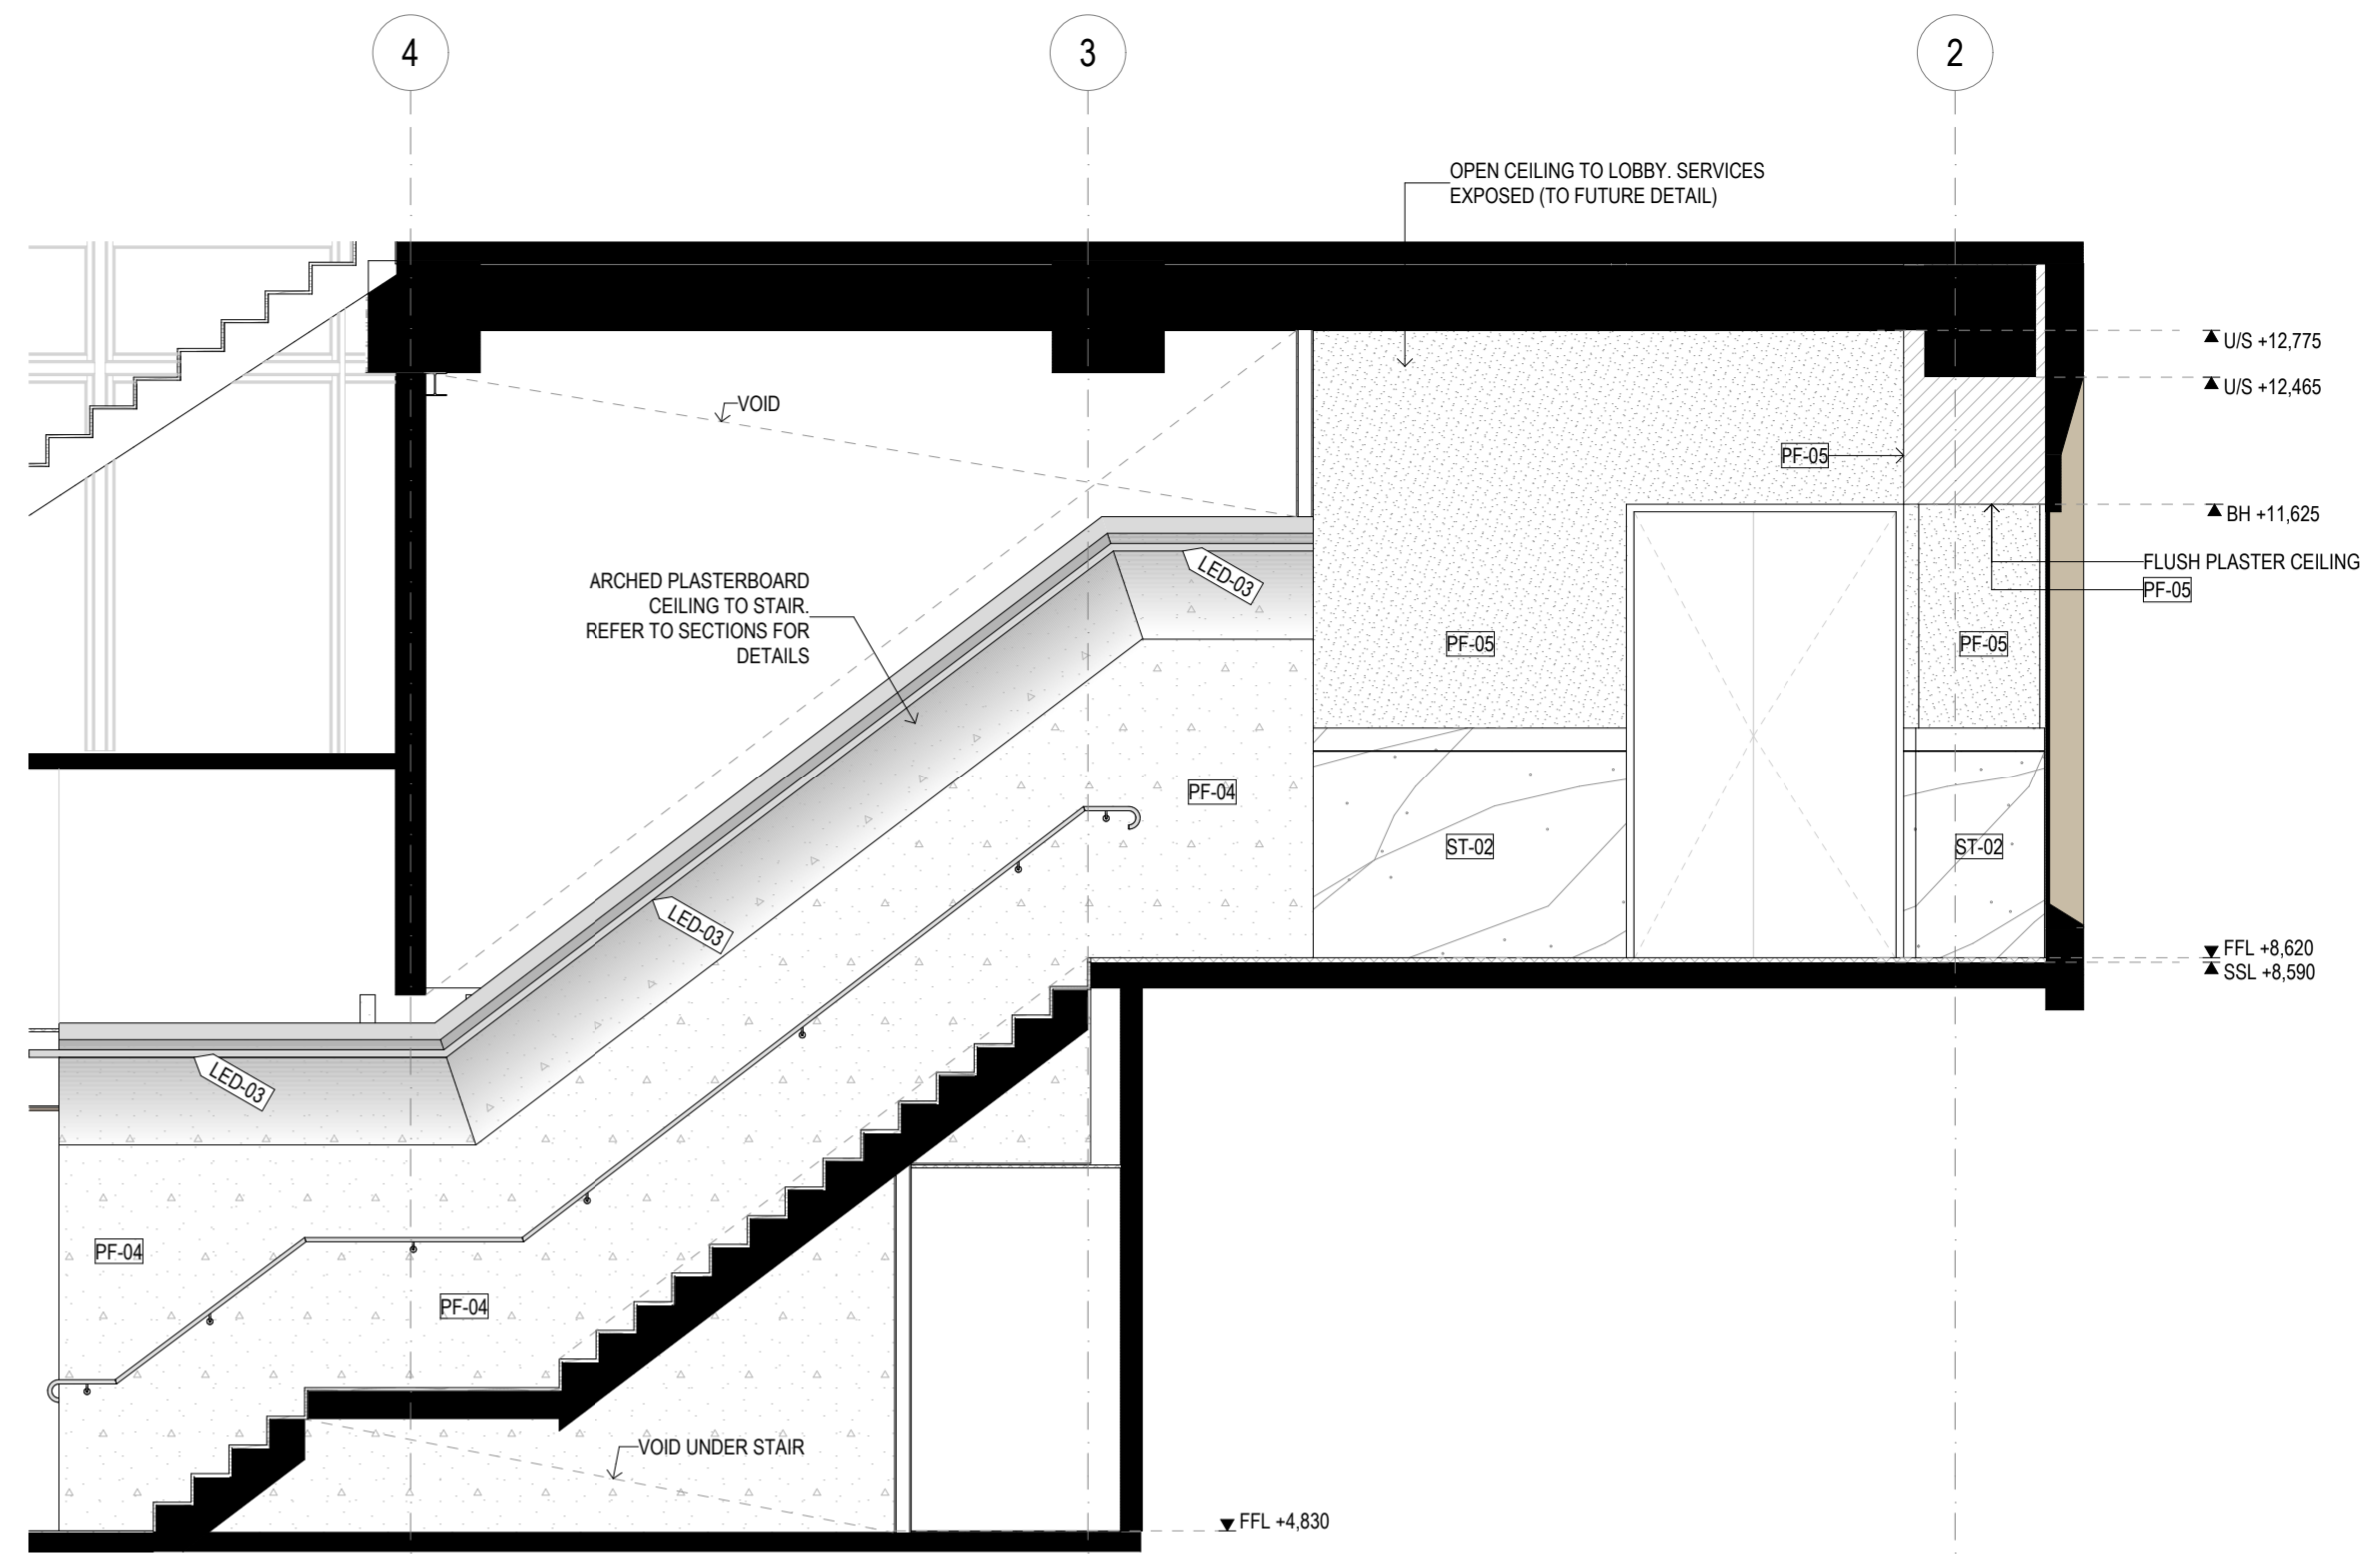 4
3
2
OPEN CEILING TO LOBBY. SERVICES
EXPOSED (TO FUTURE DETAIL)
U/S +12,775
U/S +12,465
VOID
PF-05
BH +11,625
FLUSH PLASTER CEILING
PF-05
LED-03
ARCHED PLASTERBOARD
CEILING TO STAIR.
REFER TO SECTIONS FOR
DETAILS
PF-05
PF-05
PF-04
ST-02
ST-02
LED-03
FFL +8,620
SSL +8,590
LED-03
PF-04
PF-04
VOID UNDER STAIR
FFL +4,830